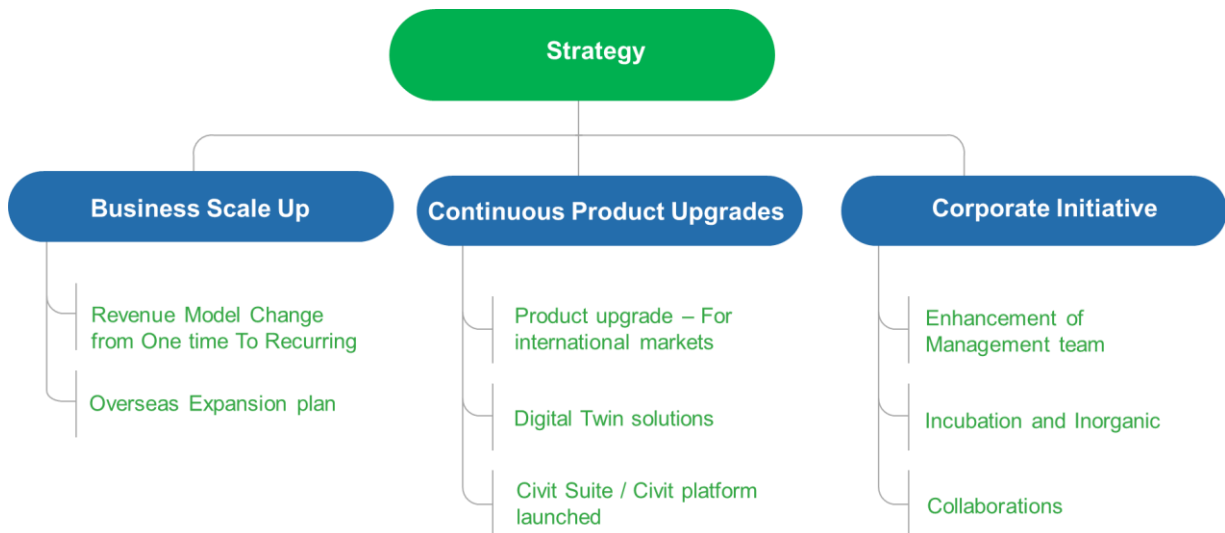 Strategy
Business Scale Up
Revenue Model Change
from One time To Recurring
Overseas Expansion plan
Continuous Product Upgrades
Product upgrade – For
international markets
Digital Twin solutions
Civit Suite / Civit platform
launched
Corporate Initiative
Enhancement of
Management team
Incubation and Inorganic
Collaborations